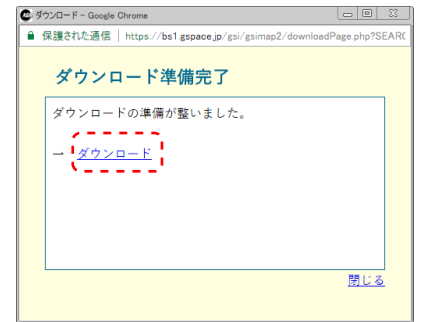 ダウンロード - Google Chrome
保護された通信 | https://bs1.gspace.jp/gsi/gsimap2/downloadPage.php?SEARC
ダウンロード準備完了
ダウンロードの準備が整いました。
→ ダウンロード
閉じる